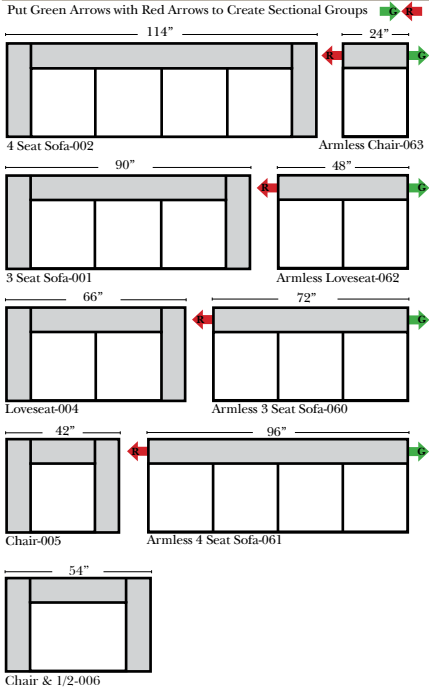 Put Green Arrows with Red Arrows to Create Sectional Groups G R
114” 24”
R G
4 Seat Sofa-002 Armless Chair-063
90” 48”
R G
3 Seat Sofa-001 Armless Loveseat-062
66” 72”
R G
Loveseat-004 Armless 3 Seat Sofa-060
42” 96”
R G
Chair-005 Armless 4 Seat Sofa-061
54”
Chair & 1/2-006